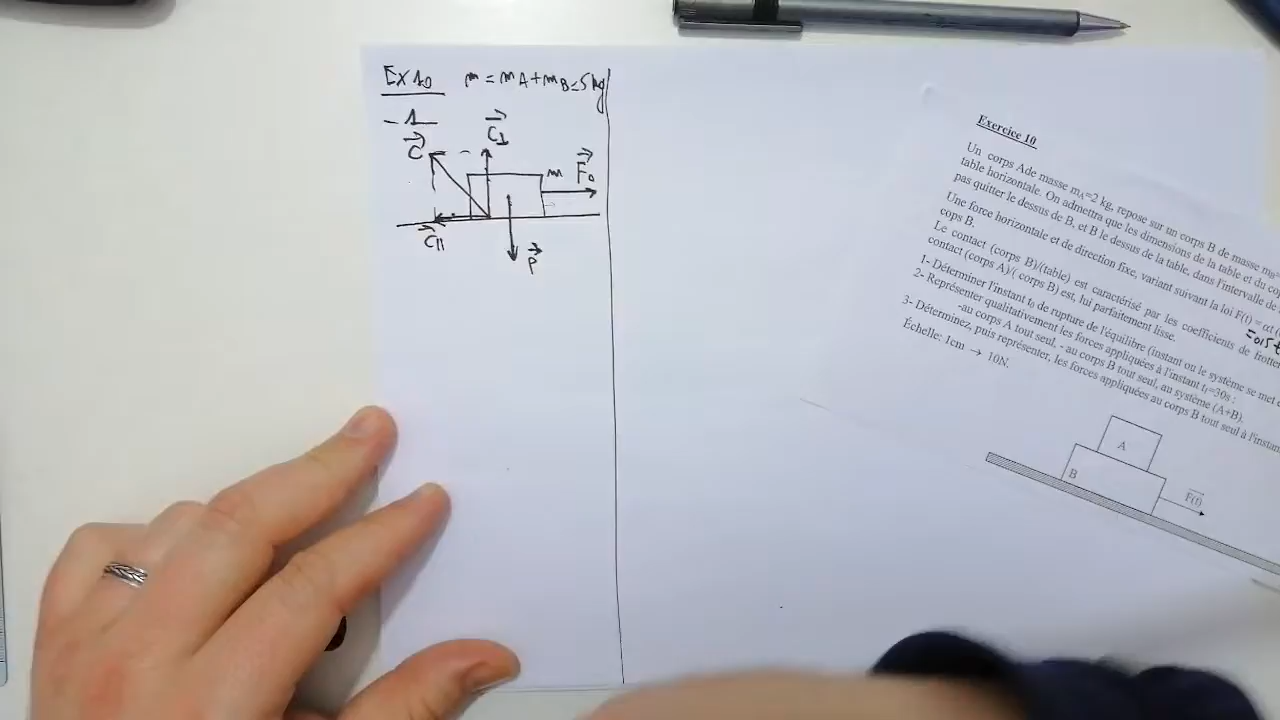 Ex 10 m = mA + mB = 5 kg
- 1
C⊥
C
m
F0
C||
P
Exercice 10
Un corps A de masse mA=2 kg, repose sur un corps B de masse mB=
table horizontale. On admettra que les dimensions de la table et du
pas quitter le dessus de B, et B le dessus de la table, dans l'intervalle de
Une force horizontale et de direction fixe, variant suivant la loi F(t) = αt
cops B.
Le contact (corps B)/(table) est caractérisé par les coefficients de
contact (corps A)/( corps B) est, lui parfaitement lisse.
1- Déterminer l'instant t0 de rupture de l'équilibre (instant ou le système se met
2- Représenter qualitativement les forces appliquées à l'instant t1=30s :
-au corps A tout seul, - au corps B tout seul, au système (A+B).
3- Déterminez, puis représenter, les forces appliquées au corps B tout seul à
Échelle: 1cm → 10N.
A
B
F(t)